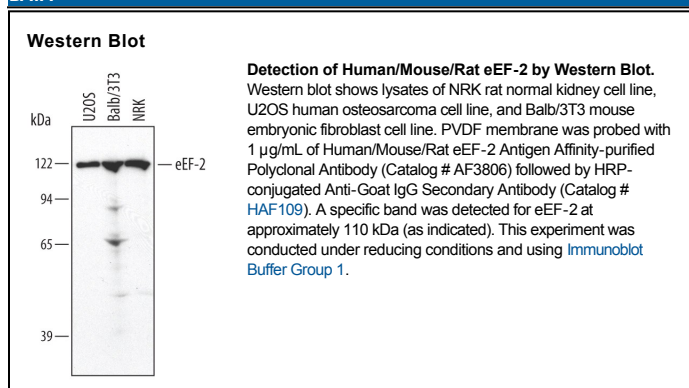 Western Blot
kDa
U2OS
Balb/3T3
NRK
122
eEF-2
94
65
39
Detection of Human/Mouse/Rat eEF-2 by Western Blot.
Western blot shows lysates of NRK rat normal kidney cell line,
U2OS human osteosarcoma cell line, and Balb/3T3 mouse
embryonic fibroblast cell line. PVDF membrane was probed with
1 µg/mL of Human/Mouse/Rat eEF-2 Antigen Affinity-purified
Polyclonal Antibody (Catalog # AF3806) followed by HRP-
conjugated Anti-Goat IgG Secondary Antibody (Catalog #
HAF109). A specific band was detected for eEF-2 at
approximately 110 kDa (as indicated). This experiment was
conducted under reducing conditions and using Immunoblot
Buffer Group 1.